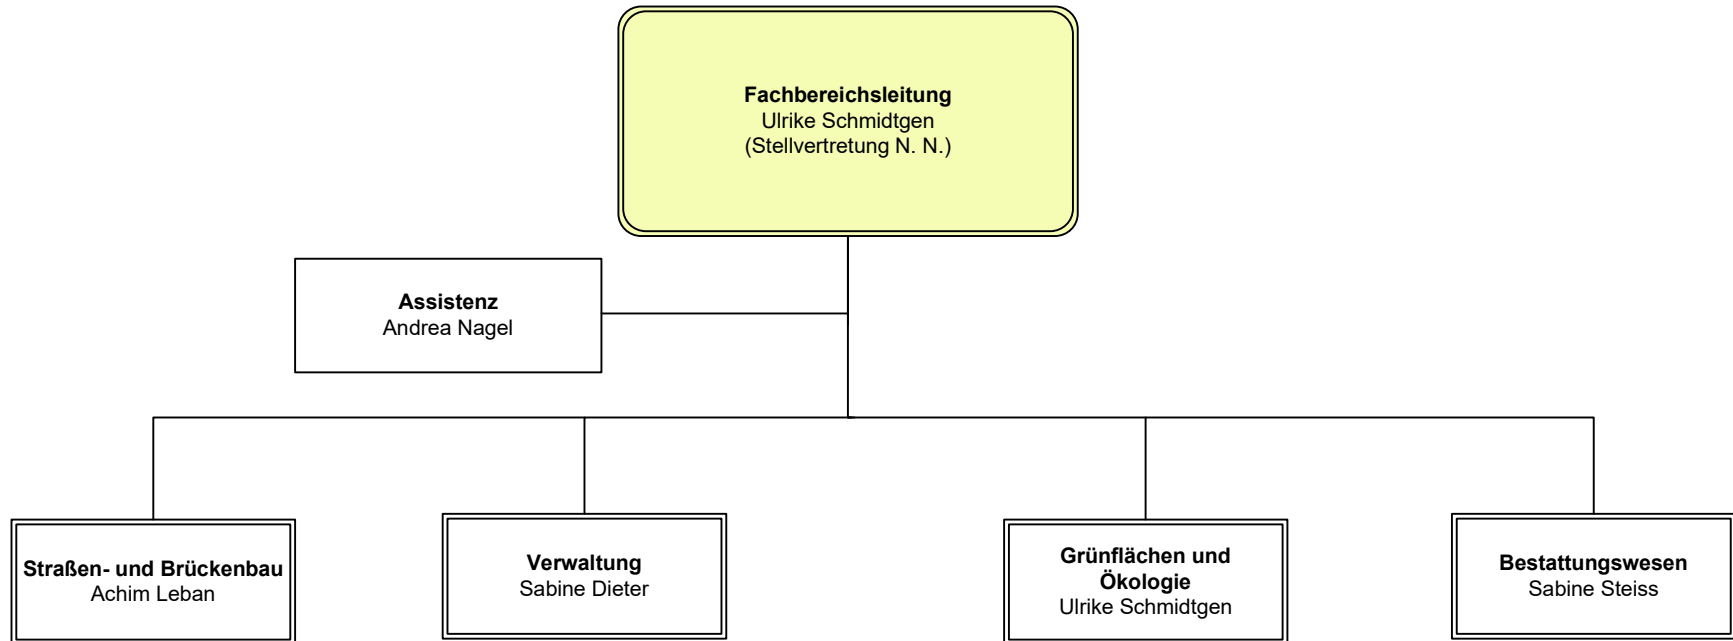 Fachbereichsleitung
Ulrike Schmidtgen
(Stellvertretung N. N.)
Assistenz
Andrea Nagel
Straßen- und Brückenbau
Achim Leban
Verwaltung
Sabine Dieter
Grünflächen und
Ökologie
Ulrike Schmidtgen
Bestattungswesen
Sabine Steiss